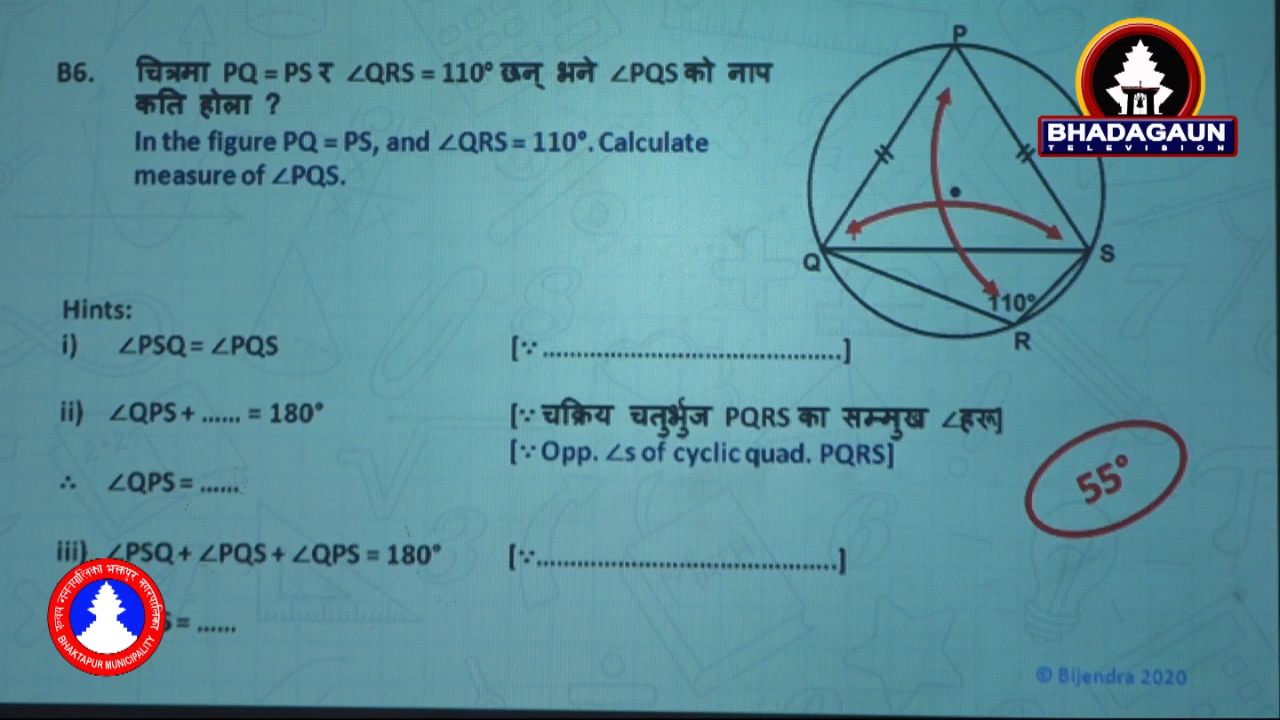 B6. चित्रमा PQ = PS र ∠QRS = 110° छन् भने ∠PQS को नाप
कति होला ?
In the figure PQ = PS, and ∠QRS = 110°. Calculate
measure of ∠PQS.
P
Q
S
R
110°
BHADAGAUN
TELEVISION
Hints:
i) ∠PSQ = ∠PQS [∵ ............................................]
ii) ∠QPS + ...... = 180° [∵ चक्रिय चतुर्भुज PQRS का सम्मुख ∠हरू]
[∵ Opp. ∠s of cyclic quad. PQRS]
∴ ∠QPS = ......
55°
iii) ∠PSQ + ∠PQS + ∠QPS = 180° [∵............................................]
S = ......
BHAKTAPUR MUNICIPALITY
© Bijendra 2020